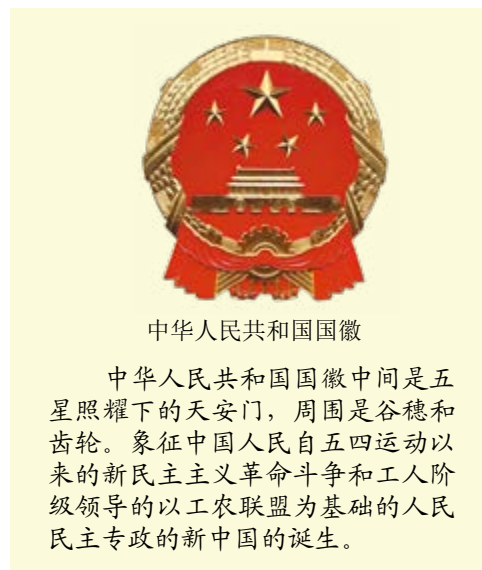 中华人民共和国国徽
中华人民共和国国徽中间是五
星照耀下的天安门，周围是谷穗和
齿轮。象征中国人民自五四运动以
来的新民主主义革命斗争和工人阶
级领导的以工农联盟为基础的人民
民主专政的新中国的诞生。